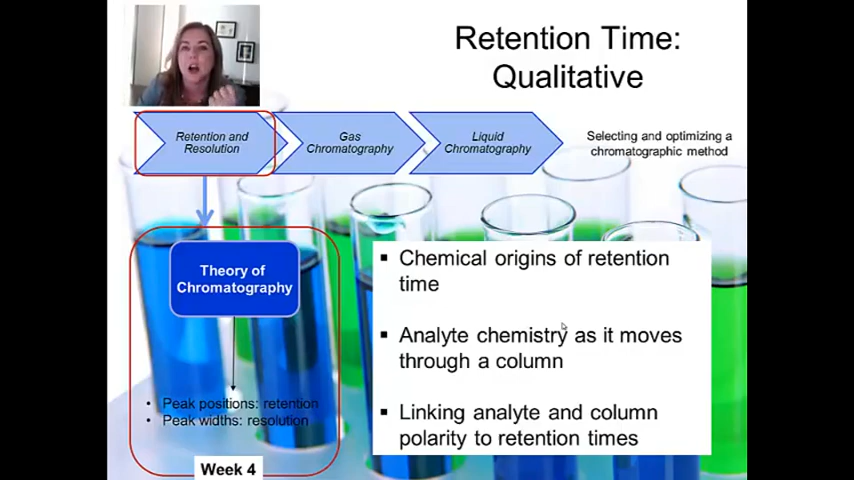 Retention Time:
Qualitative
Retention and
Resolution
Gas
Chromatography
Liquid
Chromatography
Selecting and optimizing a
chromatographic method
Theory of
Chromatography
• Peak positions: retention
• Peak widths: resolution
Week 4
▪ Chemical origins of retention
time
▪ Analyte chemistry as it moves
through a column
▪ Linking analyte and column
polarity to retention times